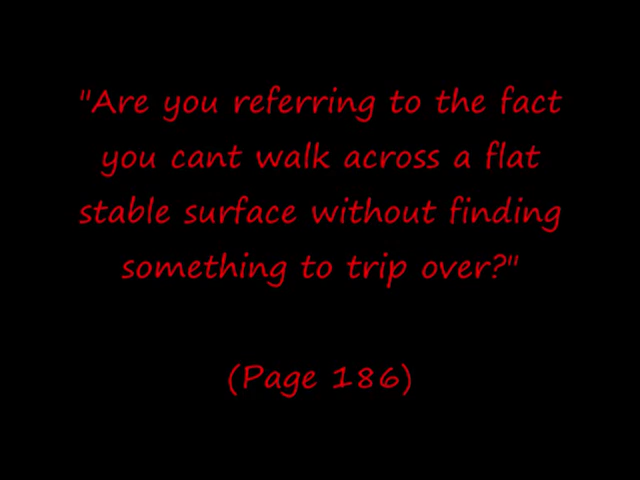 "Are you referring to the fact
you cant walk across a flat
stable surface without finding
something to trip over?"
(Page 186)